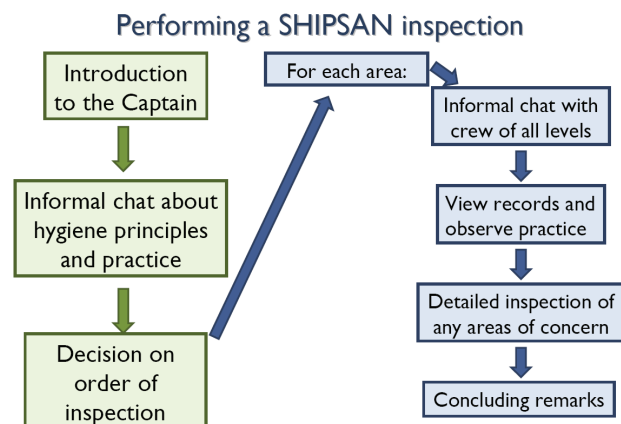 Performing a SHIPSAN inspection
Introduction
to the Captain
Informal chat about
hygiene principles
and practice
Decision on
order of
inspection
For each area:
Informal chat with
crew of all levels
View records and
observe practice
Detailed inspection of
any areas of concern
Concluding remarks